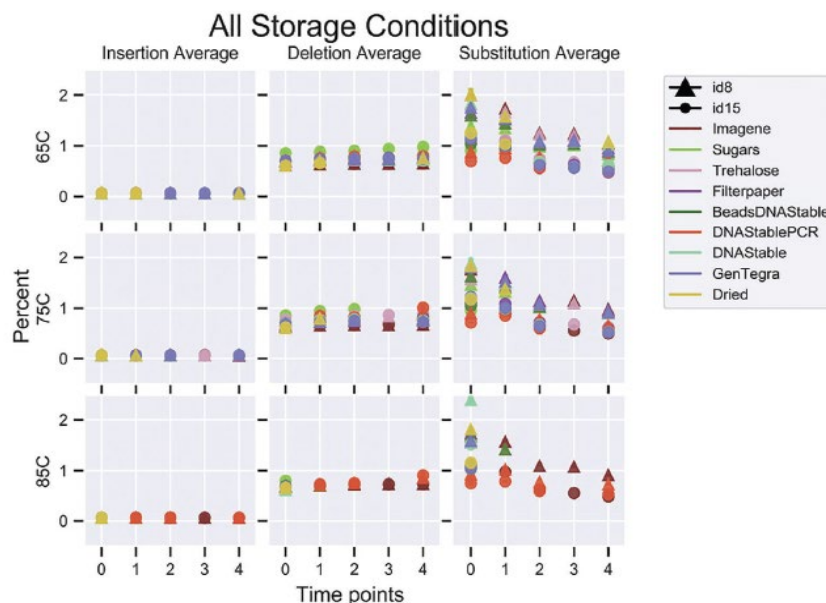 All Storage Conditions
Insertion Average
Deletion Average
Substitution Average
2
1
0
65C
2
1
0
75C
2
1
0
85C
Percent
0 1 2 3 4
0 1 2 3 4
0 1 2 3 4
Time points
id8
id15
Imagene
Sugars
Trehalose
Filterpaper
BeadsDNAStable
DNAStablePCR
DNAStable
GenTegra
Dried